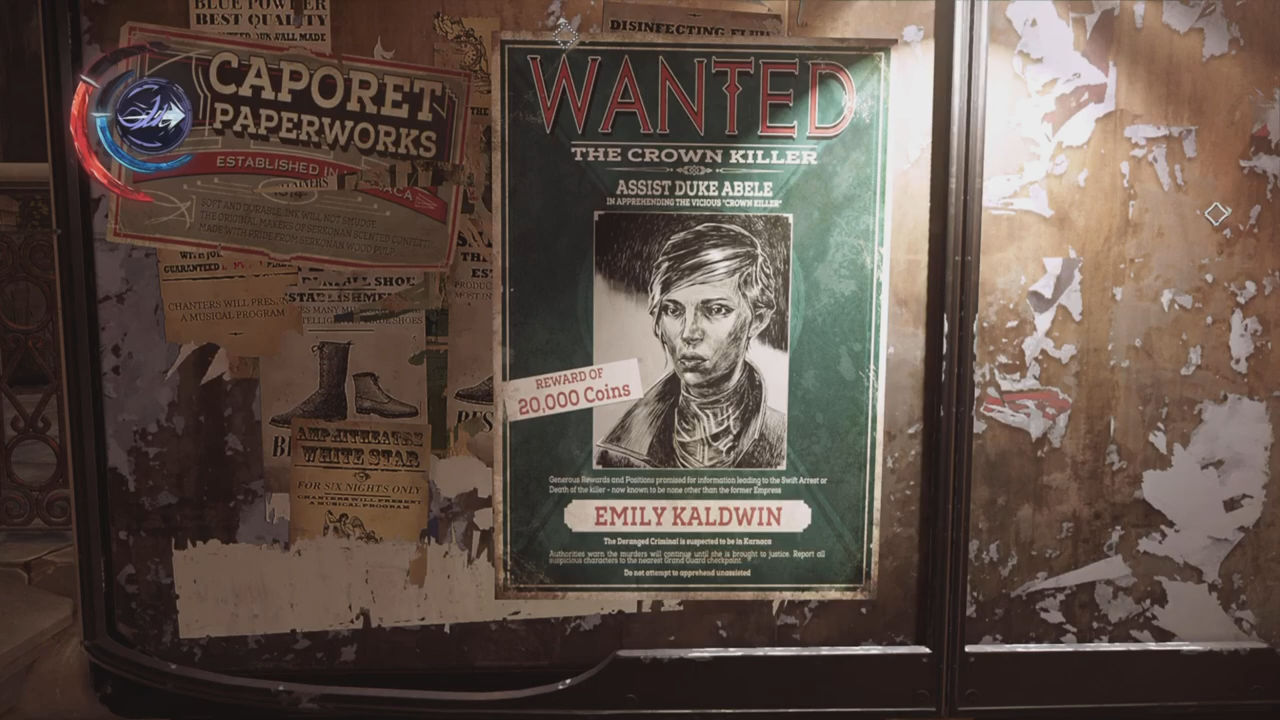 BLUE POWDER
BEST QUALITY
CAPORET
PAPERWORKS
ESTABLISHED IN
SOFT AND DURABLE. INK WILL NOT SMUDGE.
THE ORIGINAL MAKERS OF SERKONAN SCENTED CONFETTI.
MADE WITH PRIDE FROM SERKONAN WOOD PULP.
GUARANTEED
CHANTERS WILL PRESENT
A MUSICAL PROGRAM
SHOE
AMPHITHEATRE
WHITE STAR
FOR SIX NIGHTS ONLY
CHANTERS WILL PRESENT
A MUSICAL PROGRAM
DISINFECTING FLUID
WANTED
THE CROWN KILLER
ASSIST DUKE ABELE
IN APPREHENDING THE VICIOUS "CROWN KILLER"
REWARD OF
20,000 Coins
Generous Rewards and Positions promised for information leading to the Swift Arrest or
Death of the killer - now known to be none other than the former Empress
EMILY KALDWIN
The Deranged Criminal is suspected to be in Karnaca
Authorities warn the murders will continue until she is brought to justice. Report all
suspicious characters to the nearest Grand Guard checkpoint.
Do not attempt to apprehend unassisted